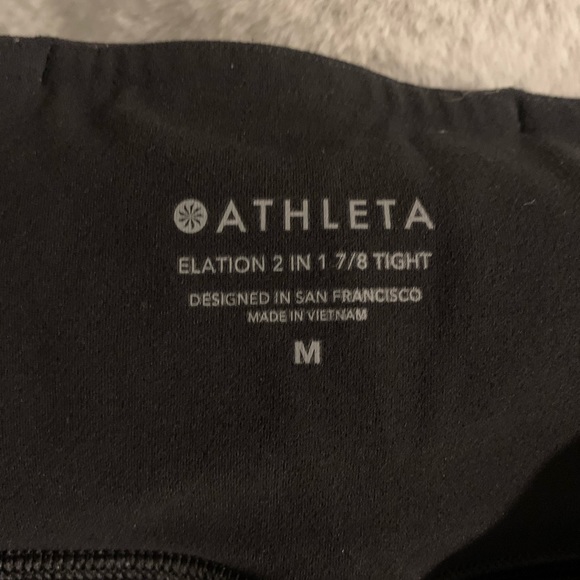 ATHLETA
ELATION 2 IN 1 7/8 TIGHT
DESIGNED IN SAN FRANCISCO
MADE IN VIETNAM
M